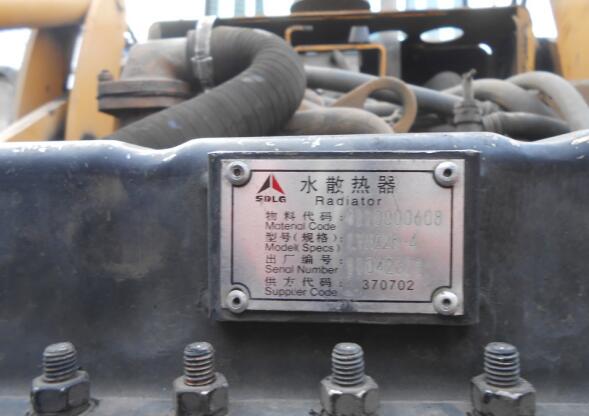 SDLG
水散热器
Radiator
物料代码:
Material Code
型号(规格):
Model(Specs)
出厂编号:
Serial Number
供方代码: 370702
Supplier Code